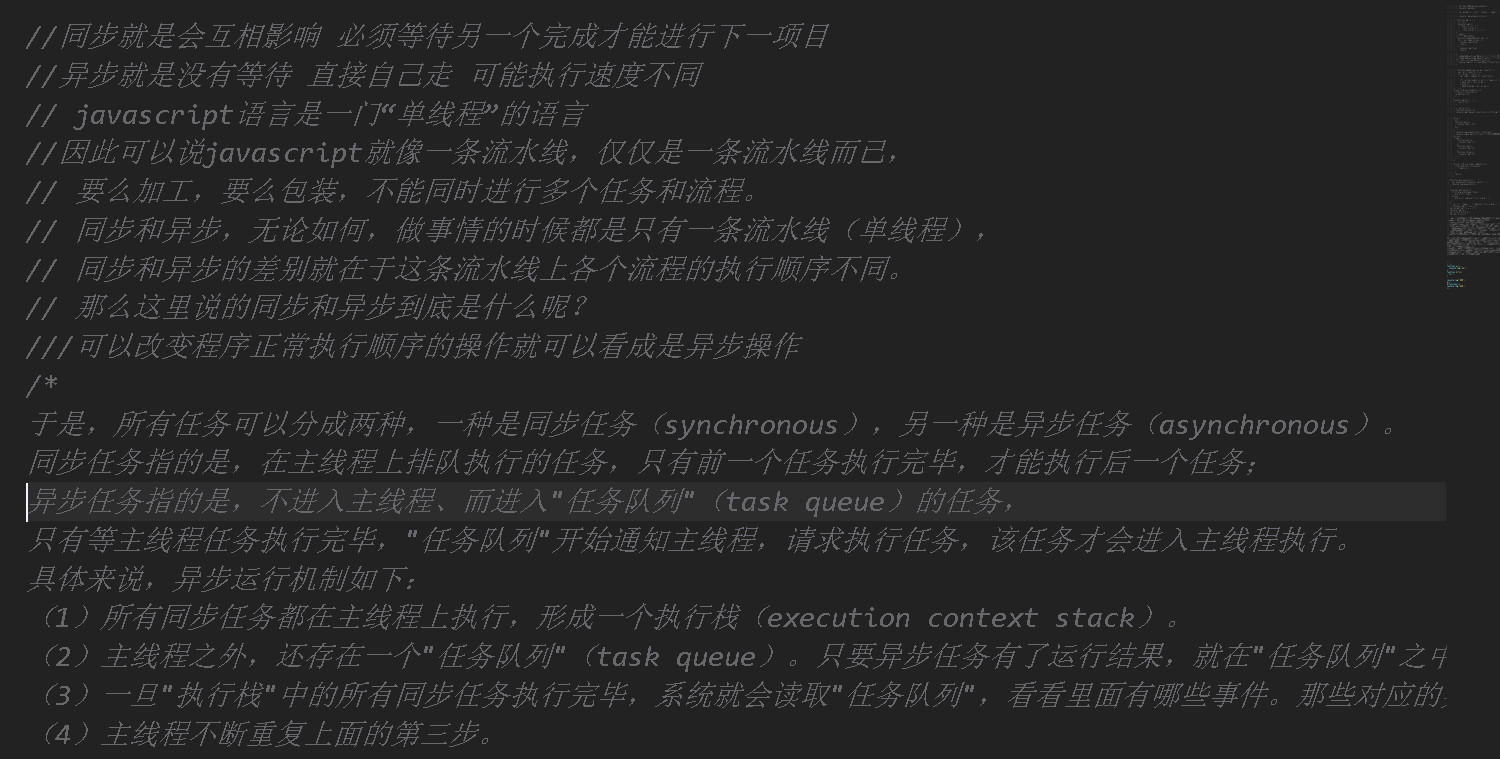 //同步就是会互相影响 必须等待另一个完成才能进行下一项目
//异步就是没有等待 直接自己走 可能执行速度不同
// javascript语言是一门“单线程”的语言
//因此可以说javascript就像一条流水线，仅仅是一条流水线而已，
// 要么加工，要么包装，不能同时进行多个任务和流程。
// 同步和异步，无论如何，做事情的时候都是只有一条流水线（单线程），
// 同步和异步的差别就在于这条流水线上各个流程的执行顺序不同。
// 那么这里说的同步和异步到底是什么呢？
///可以改变程序正常执行顺序的操作就可以看成是异步操作
/*
于是，所有任务可以分成两种，一种是同步任务（synchronous），另一种是异步任务（asynchronous）。
同步任务指的是，在主线程上排队执行的任务，只有前一个任务执行完毕，才能执行后一个任务；
异步任务指的是，不进入主线程、而进入"任务队列"（task queue）的任务，
只有等主线程任务执行完毕，"任务队列"开始通知主线程，请求执行任务，该任务才会进入主线程执行。
具体来说，异步运行机制如下：
（1）所有同步任务都在主线程上执行，形成一个执行栈（execution context stack）。
（2）主线程之外，还存在一个"任务队列"（task queue）。只要异步任务有了运行结果，就在"任务队列"之中
（3）一旦"执行栈"中的所有同步任务执行完毕，系统就会读取"任务队列"，看看里面有哪些事件。那些对应的
（4）主线程不断重复上面的第三步。